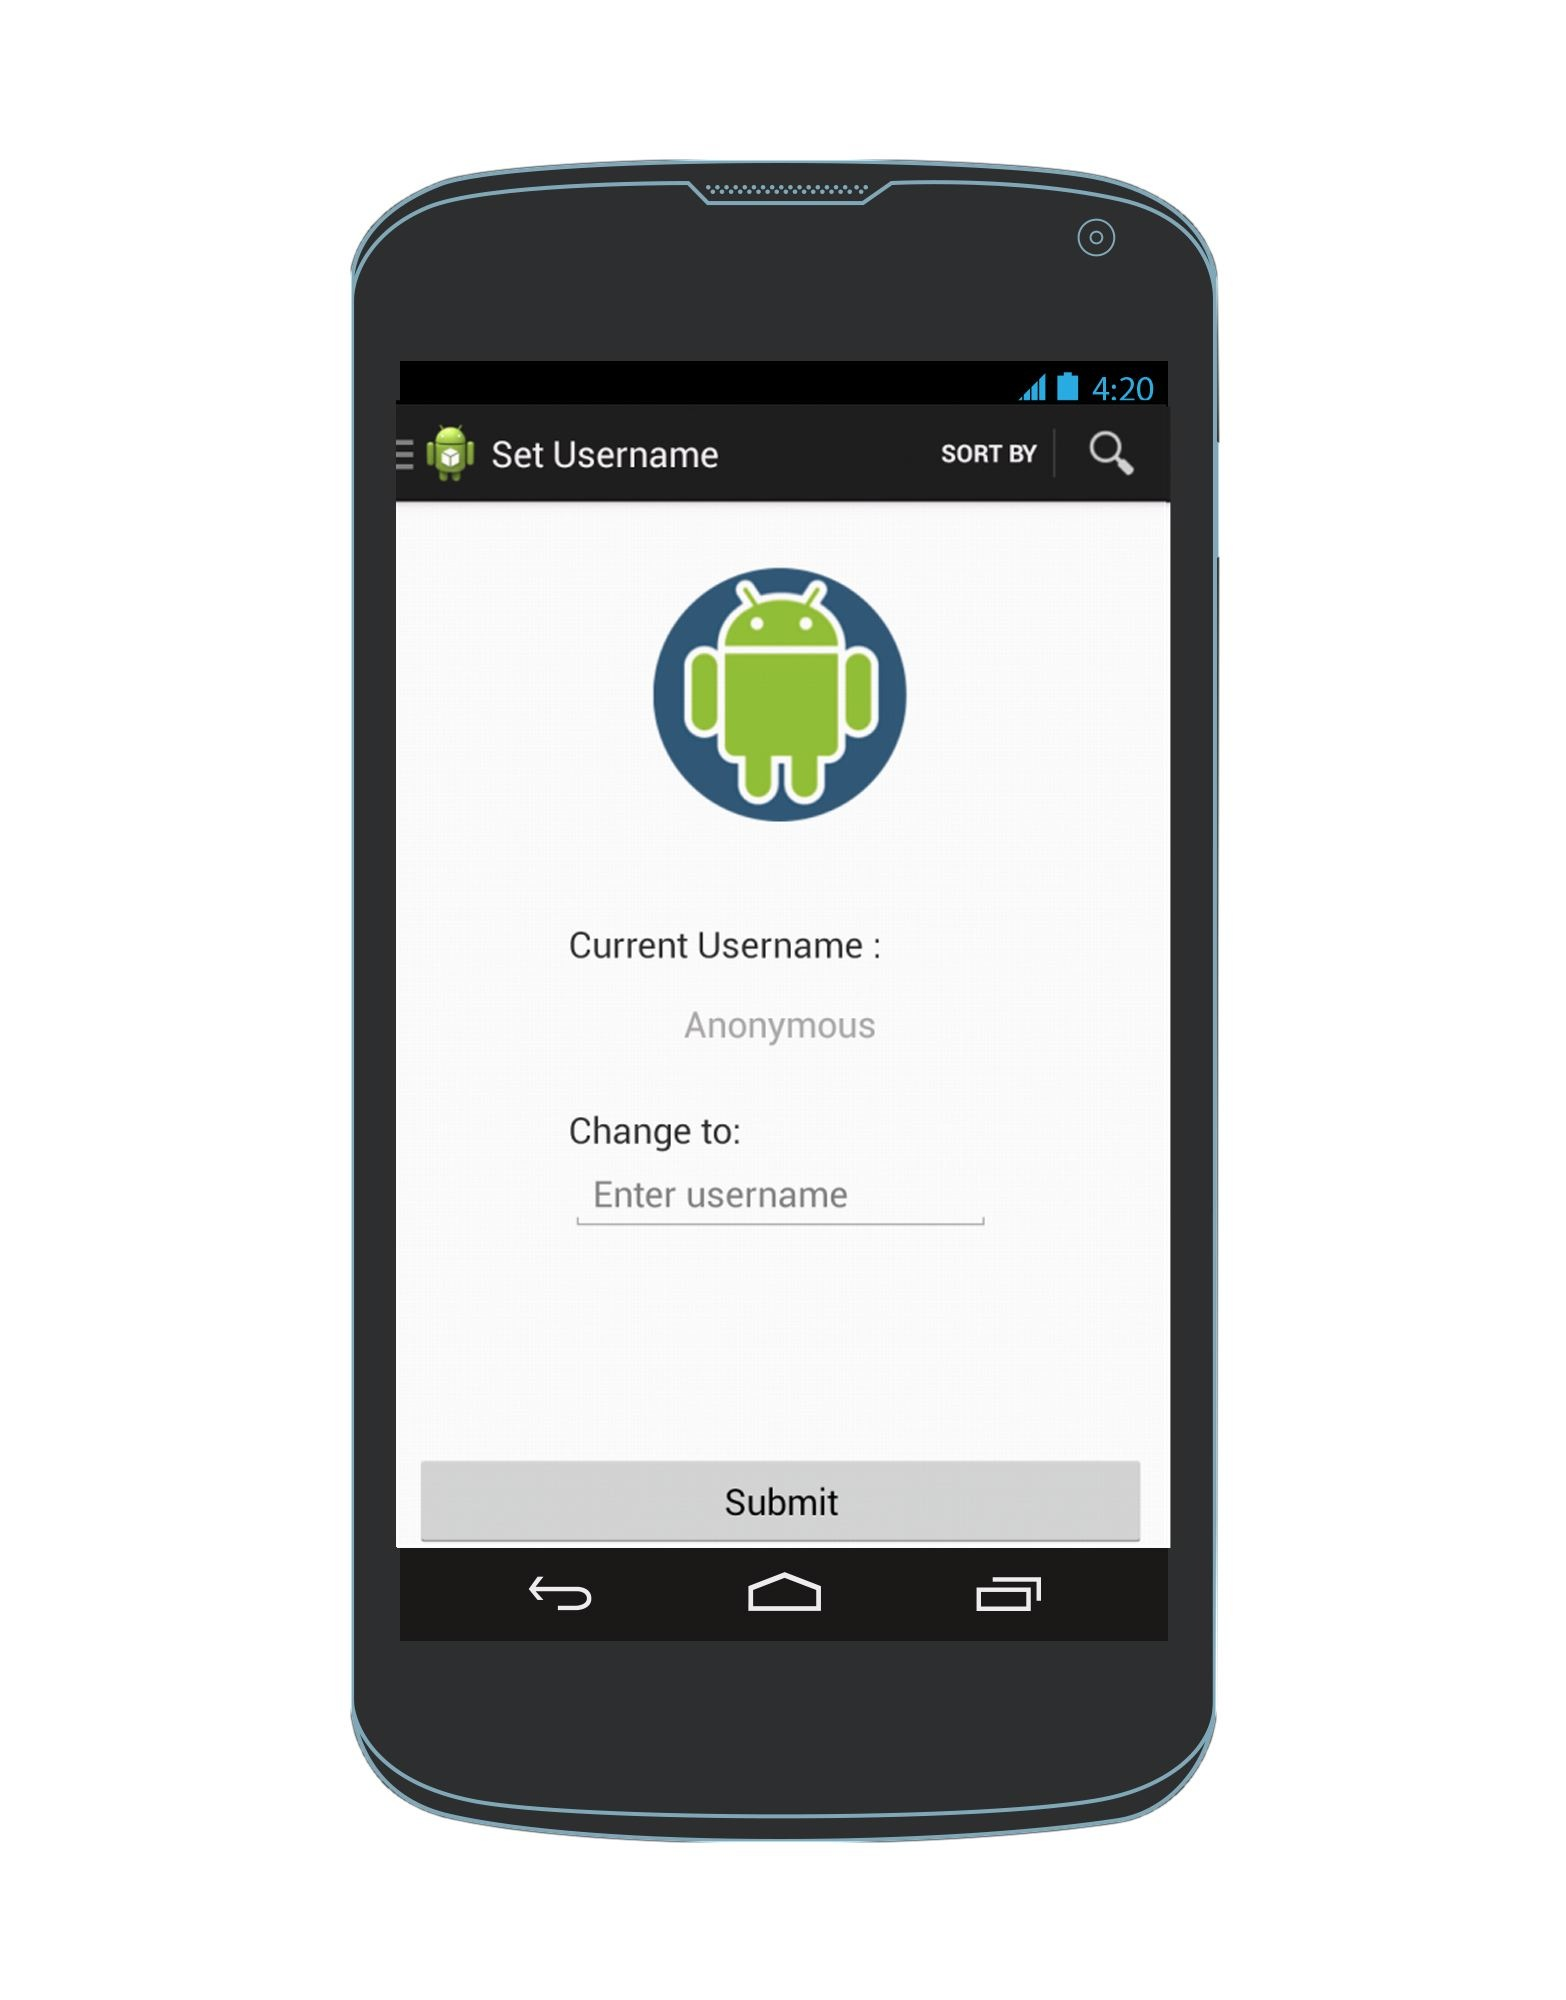 4:20
Set Username SORT BY
Current Username :
Anonymous
Change to:
Enter username
Submit